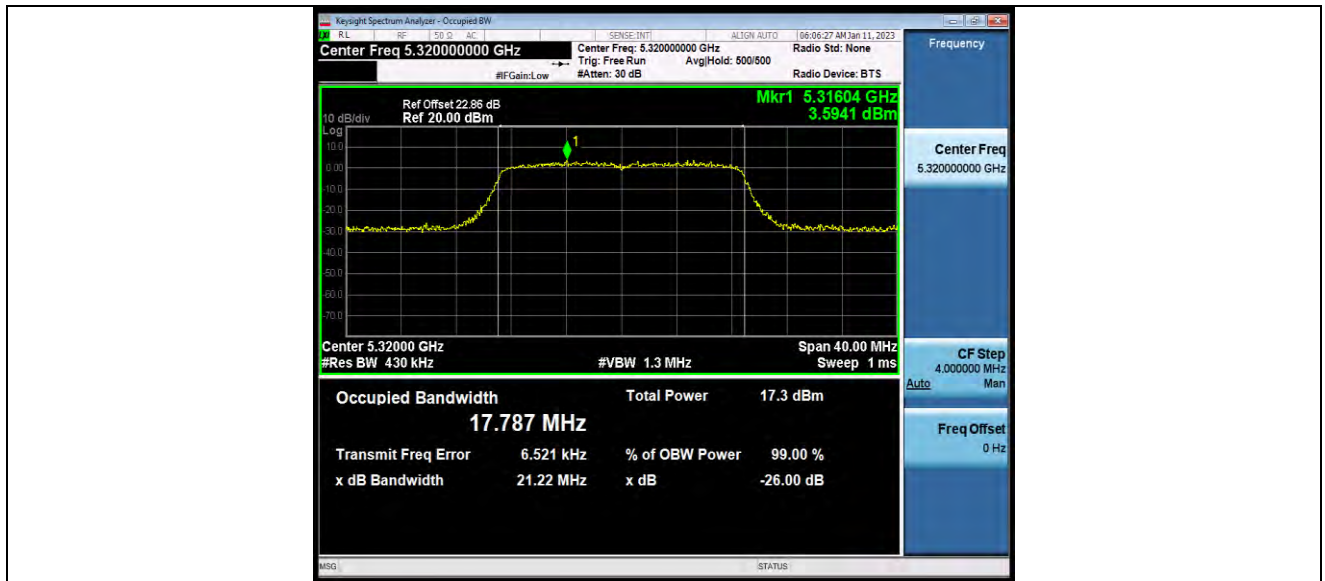 Keysight Spectrum Analyzer - Occupied BW
RL RF 50 Ω AC SENSE:INT ALIGN AUTO 06:06:27 AM Jan 11, 2023
Center Freq 5.320000000 GHz Center Freq: 5.320000000 GHz Radio Std: None
Trig: Free Run Avg|Hold: 500/500
#IFGain:Low #Atten: 30 dB Radio Device: BTS
Frequency
Mkr1 5.31604 GHz
3.5941 dBm
Ref Offset 22.86 dB
10 dB/div Ref 20.00 dBm
Log
10.0
0.00
-10.0
-20.0
-30.0
-40.0
-50.0
-60.0
-70.0
1
Center 5.32000 GHz Span 40.00 MHz
#Res BW 430 kHz #VBW 1.3 MHz Sweep 1 ms
Occupied Bandwidth Total Power 17.3 dBm
17.787 MHz
Transmit Freq Error 6.521 kHz % of OBW Power 99.00 %
x dB Bandwidth 21.22 MHz x dB -26.00 dB
Center Freq
5.320000000 GHz
CF Step
4.000000 MHz
Auto Man
Freq Offset
0 Hz
MSG STATUS